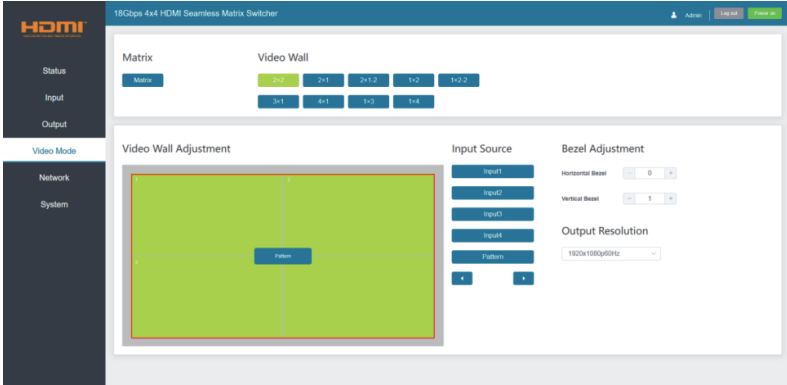 HDMI
18Gbps 4x4 HDMI Seamless Matrix Switcher
Admin
Log out
Power on
Status
Input
Output
Video Mode
Network
System
Matrix
Matrix
Video Wall
2×2
2×1
2×1-2
1×2
1×2-2
3×1
4×1
1×3
1×4
Video Wall Adjustment
1
2
3
Pattern
Input Source
Input1
Input2
Input3
Input4
Pattern
Bezel Adjustment
Horizontal Bezel
- 0 +
Vertical Bezel
- 1 +
Output Resolution
1920x1080p60Hz